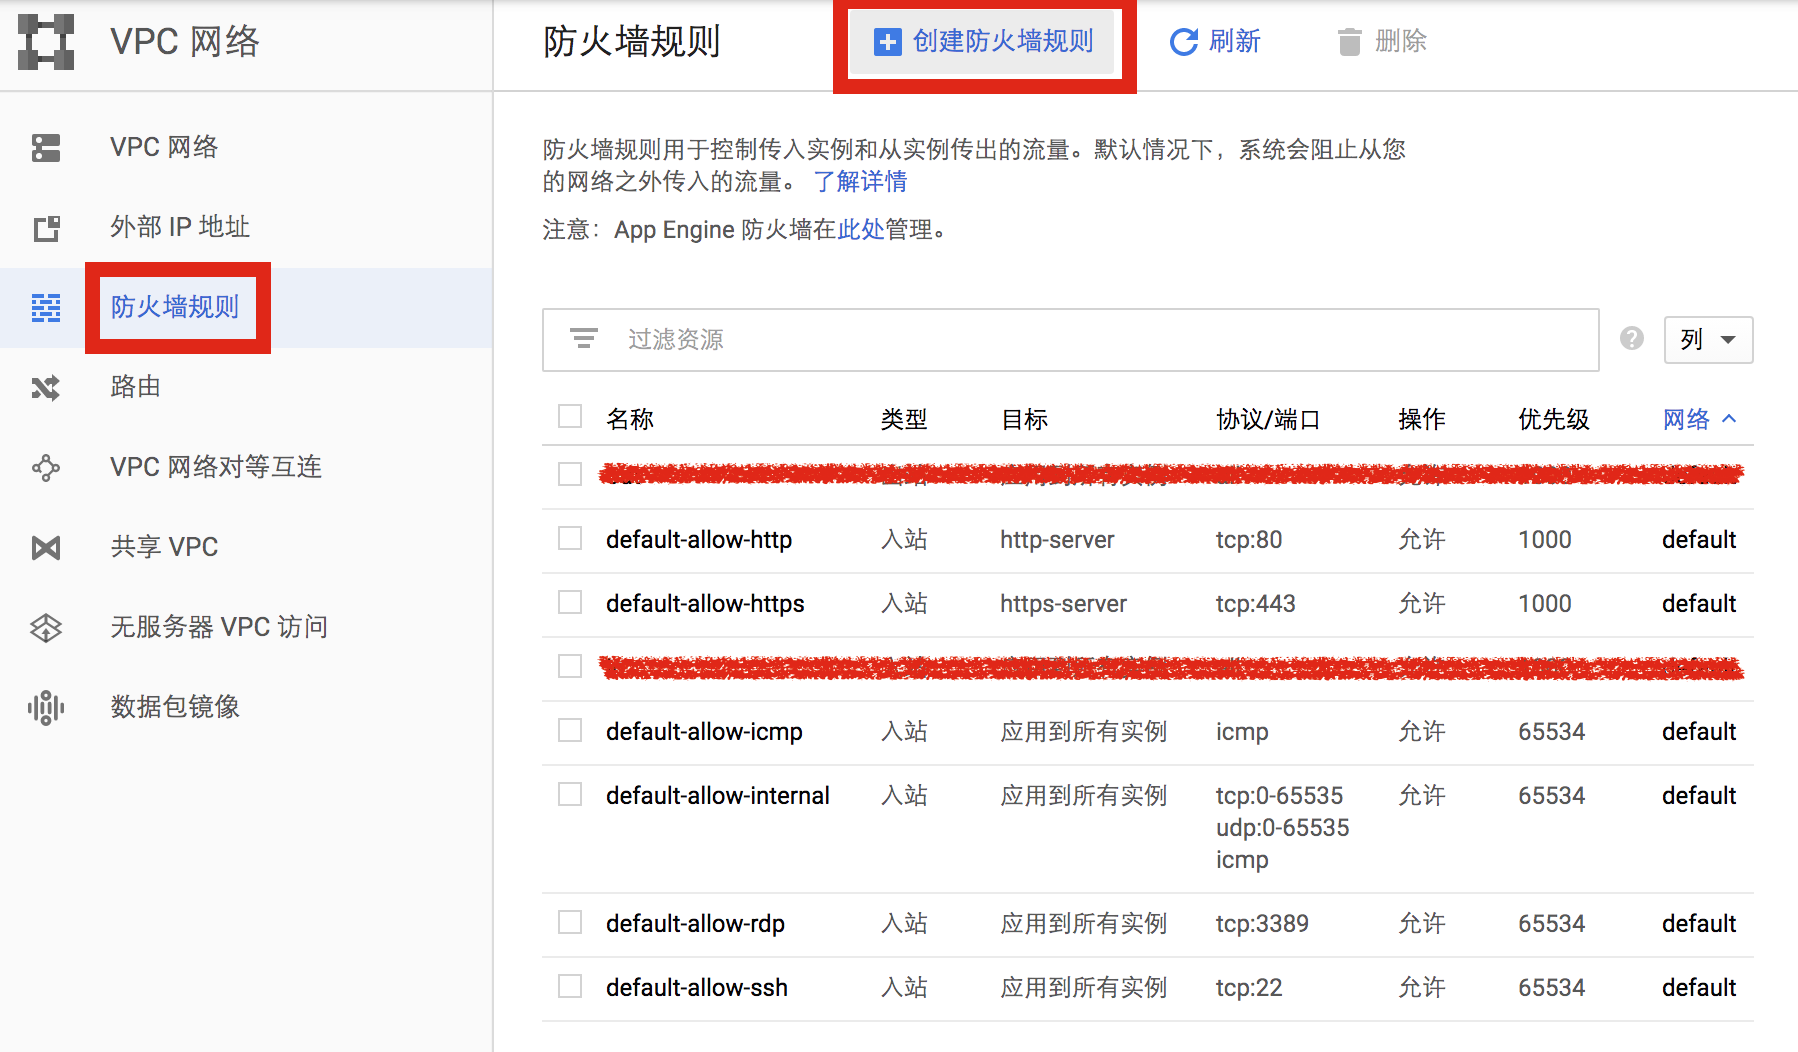 VPC 网络
防火墙规则
创建防火墙规则
刷新
删除
VPC 网络
外部 IP 地址
防火墙规则
路由
VPC 网络对等互连
共享 VPC
无服务器 VPC 访问
数据包镜像
防火墙规则用于控制传入实例和从实例传出的流量。默认情况下，系统会阻止从您
的网络之外传入的流量。 了解详情
注意：App Engine 防火墙在此处管理。
过滤资源
列
名称 类型 目标 协议/端口 操作 优先级 网络
default-allow-http 入站 http-server tcp:80 允许 1000 default
default-allow-https 入站 https-server tcp:443 允许 1000 default
default-allow-icmp 入站 应用到所有实例 icmp 允许 65534 default
default-allow-internal 入站 应用到所有实例 tcp:0-65535 允许 65534 default
udp:0-65535
icmp
default-allow-rdp 入站 应用到所有实例 tcp:3389 允许 65534 default
default-allow-ssh 入站 应用到所有实例 tcp:22 允许 65534 default